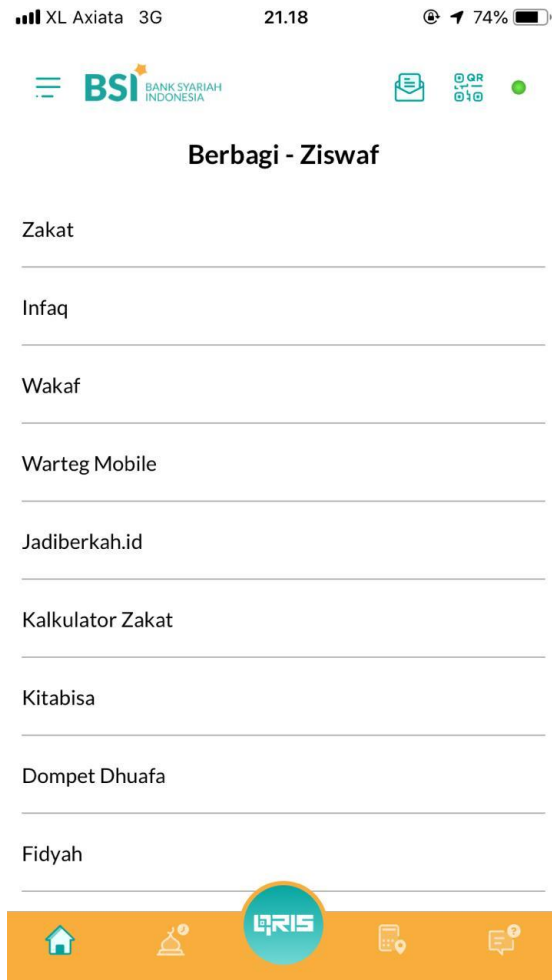 XL Axiata 3G 21.18 74%
BSI BANK SYARIAH
INDONESIA
QR
Berbagi - Ziswaf
Zakat
Infaq
Wakaf
Warteg Mobile
Jadiberkah.id
Kalkulator Zakat
Kitabisa
Dompet Dhuafa
Fidyah
QRIS